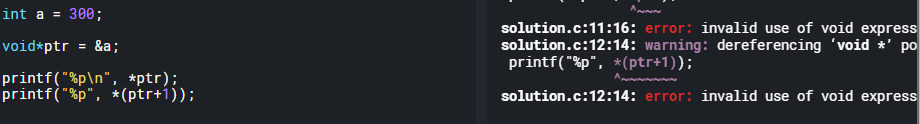 int a = 300;
void*ptr = &a;
printf("%p\n", *ptr);
printf("%p", *(ptr+1));
^~~~
solution.c:11:16: error: invalid use of void express
solution.c:12:14: warning: dereferencing ‘void *’ po
printf("%p", *(ptr+1));
^~~~~~~~
solution.c:12:14: error: invalid use of void express